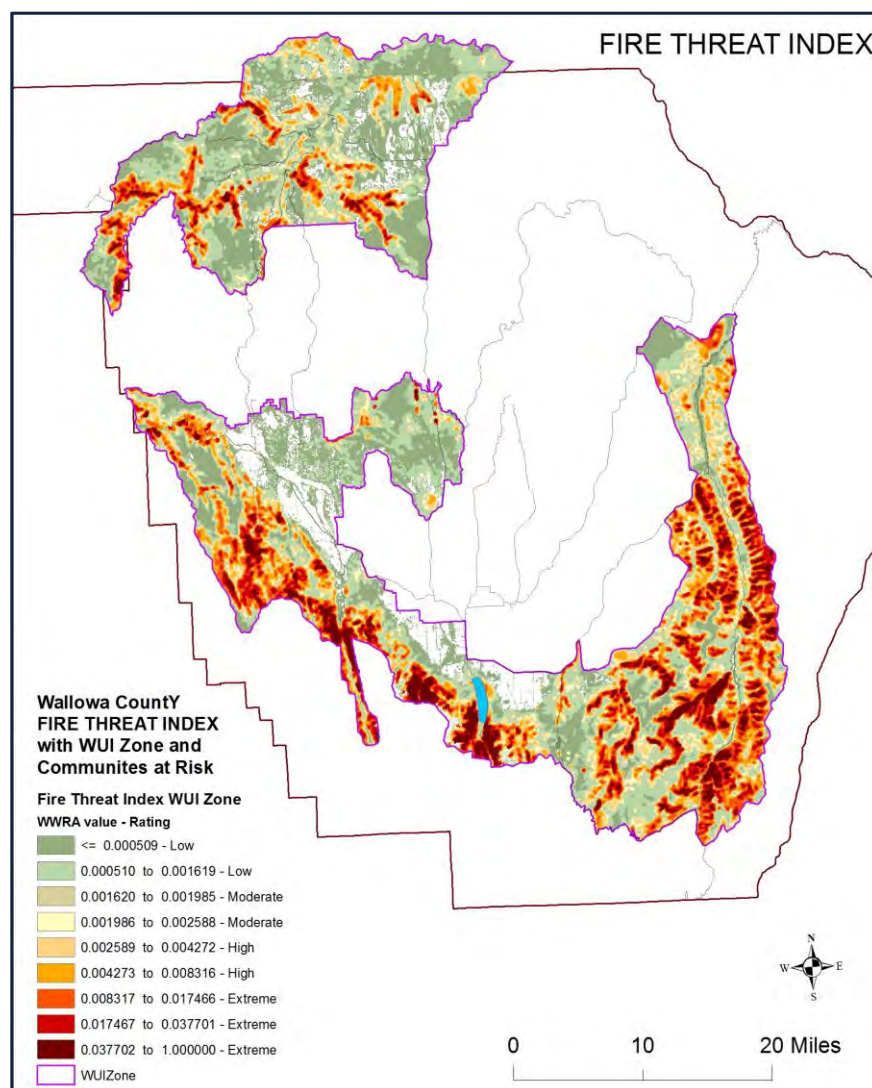 FIRE THREAT INDEX
Wallowa CountY
FIRE THREAT INDEX
with WUI Zone and
Communites at Risk
Fire Threat Index WUI Zone
WWRA value - Rating
<= 0.000509 - Low
0.000510 to 0.001619 - Low
0.001620 to 0.001985 - Moderate
0.001986 to 0.002588 - Moderate
0.002589 to 0.004272 - High
0.004273 to 0.008316 - High
0.008317 to 0.017466 - Extreme
0.017467 to 0.037701 - Extreme
0.037702 to 1.000000 - Extreme
WUIZone
N
W E
S
0 10 20 Miles